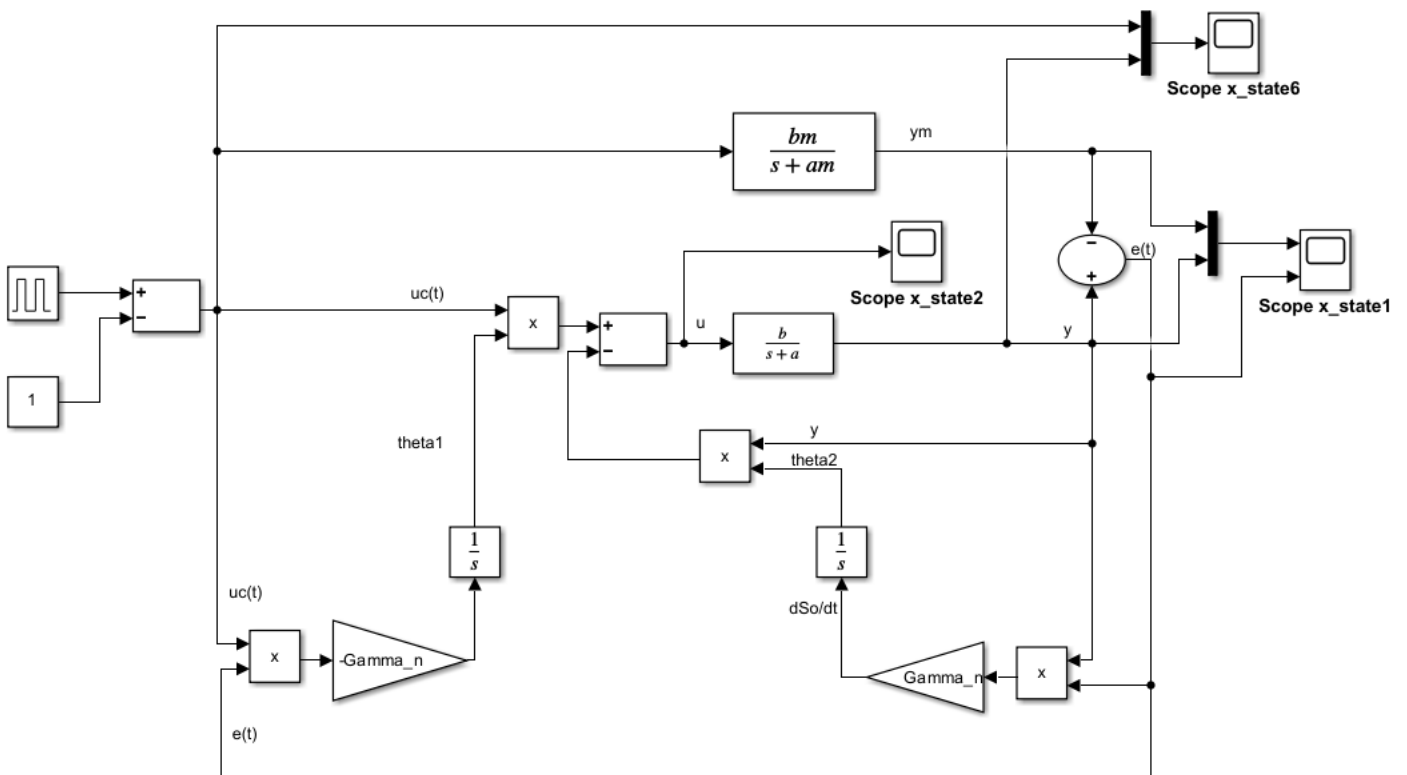 Scope x_state6
bm
s + am
ym
+
−
uc(t)
x
+
−
u
b
s + a
y
−
+
e(t)
Scope x_state2
Scope x_state1
1
theta1
x
y
theta2
1
s
1
s
dSo/dt
uc(t)
x
-Gamma_n
Gamma_n
x
e(t)